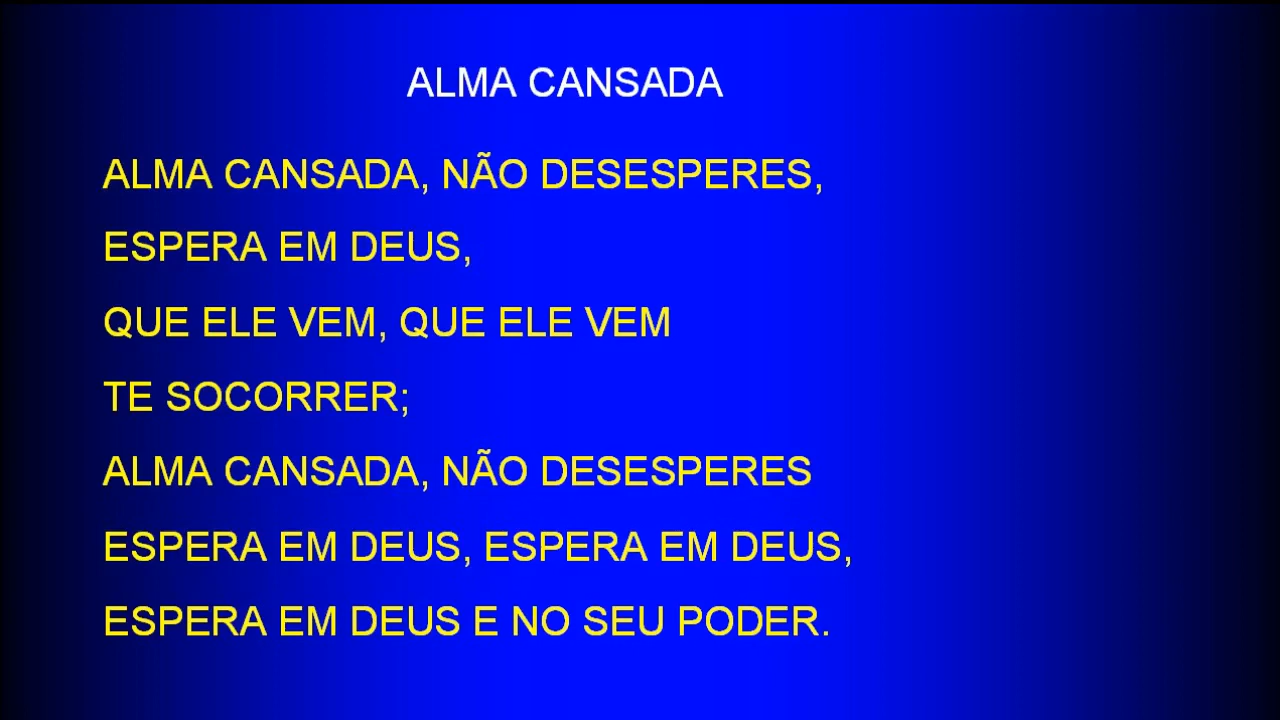 ALMA CANSADA
ALMA CANSADA, NÃO DESESPERES,
ESPERA EM DEUS,
QUE ELE VEM, QUE ELE VEM
TE SOCORRER;
ALMA CANSADA, NÃO DESESPERES
ESPERA EM DEUS, ESPERA EM DEUS,
ESPERA EM DEUS E NO SEU PODER.